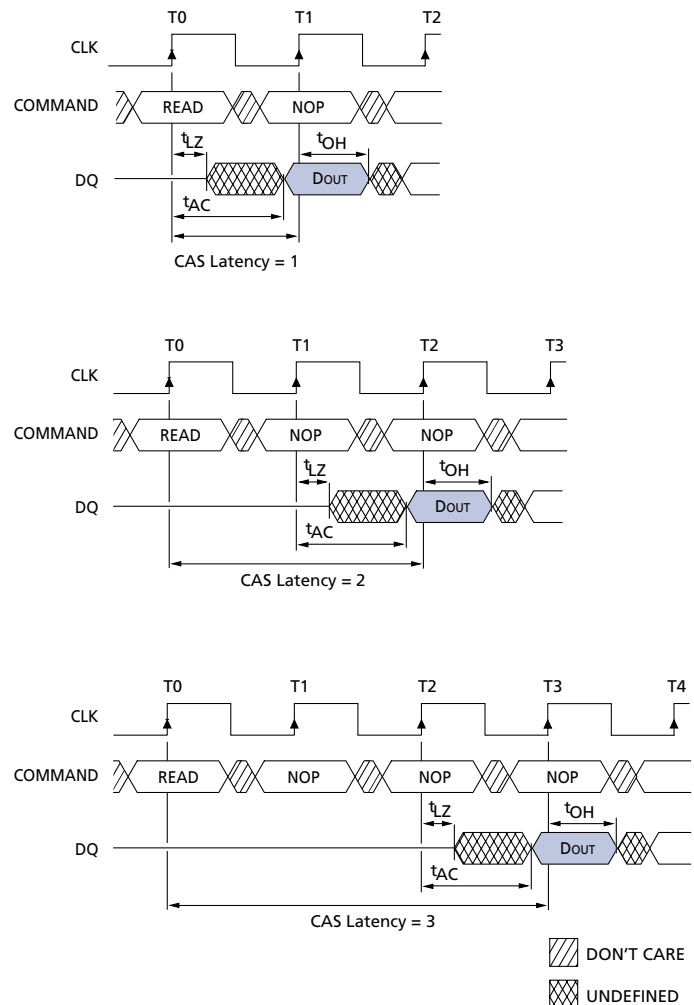 T0 T1 T2
CLK
COMMAND READ NOP
tLZ tOH
DQ DOUT
tAC
CAS Latency = 1
T0 T1 T2 T3
CLK
COMMAND READ NOP NOP
tLZ tOH
DQ DOUT
tAC
CAS Latency = 2
T0 T1 T2 T3 T4
CLK
COMMAND READ NOP NOP NOP
tLZ tOH
DQ DOUT
tAC
CAS Latency = 3
DON'T CARE
UNDEFINED